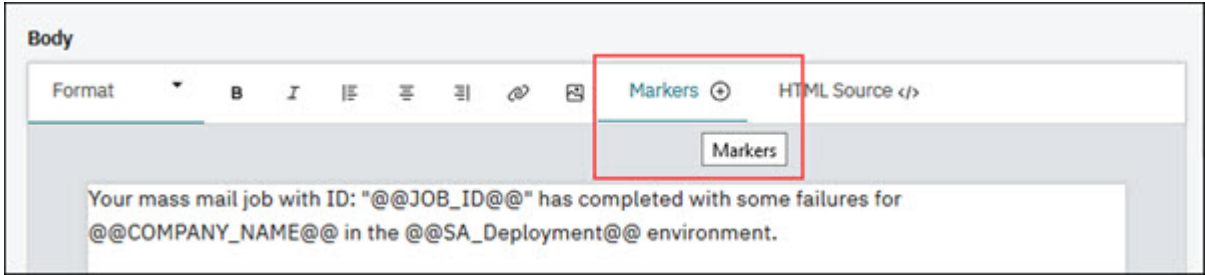 Body
Format B I Markers HTML Source </>
Markers
Your mass mail job with ID: "@@JOB_ID@@" has completed with some failures for
@@COMPANY_NAME@@ in the @@SA_Deployment@@ environment.